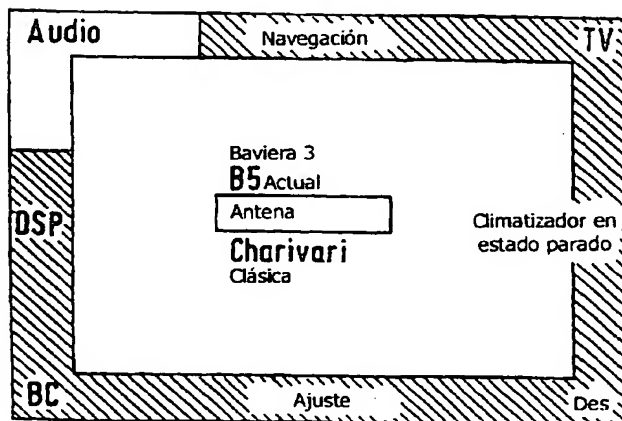 Audio
Navegación
TV
Baviera 3
B5 Actual
Antena
Charivari
Clásica
DSP
Climatizador en
estado parado
BC
Ajuste
Des